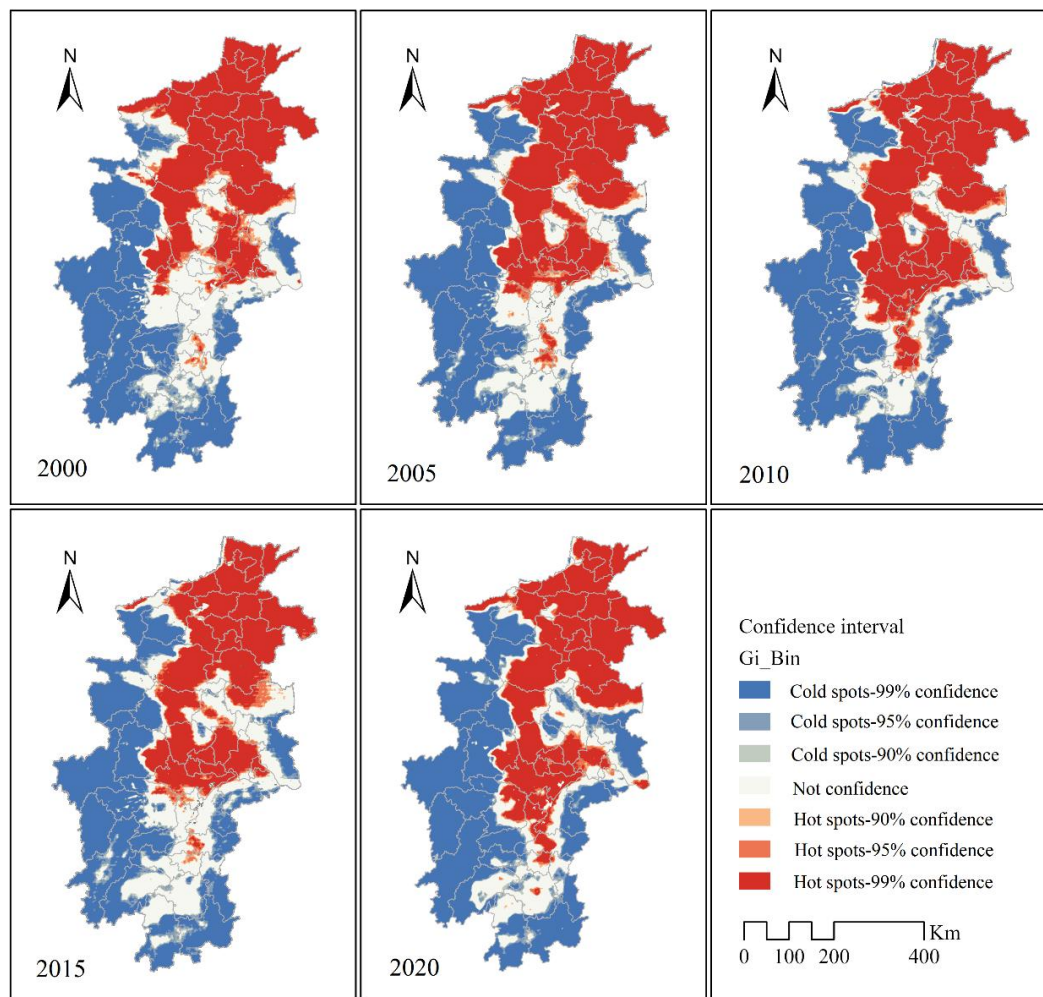 N
N
N
2000
2005
2010
N
N
2015
2020
Confidence interval
Gi_Bin
Cold spots-99% confidence
Cold spots-95% confidence
Cold spots-90% confidence
Not confidence
Hot spots-90% confidence
Hot spots-95% confidence
Hot spots-99% confidence
Km
0 100 200 400